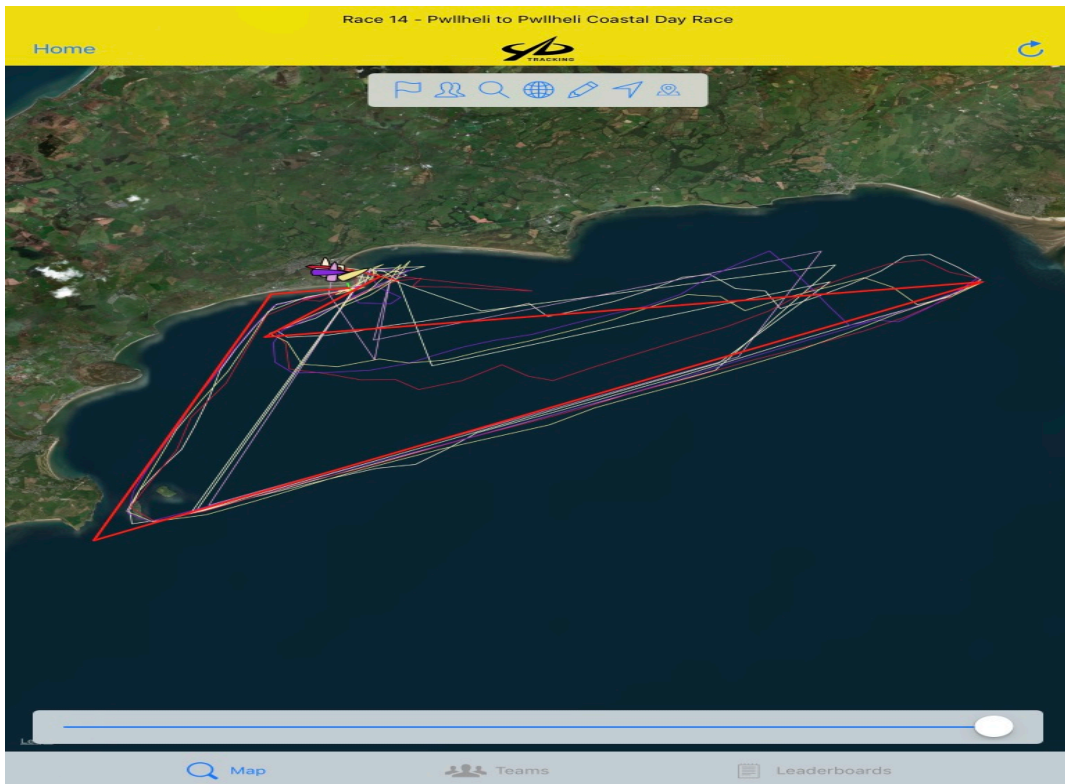 Race 14 - Pwllheli to Pwllheli Coastal Day Race
Home
TRACKING
Map
Teams
Leaderboards